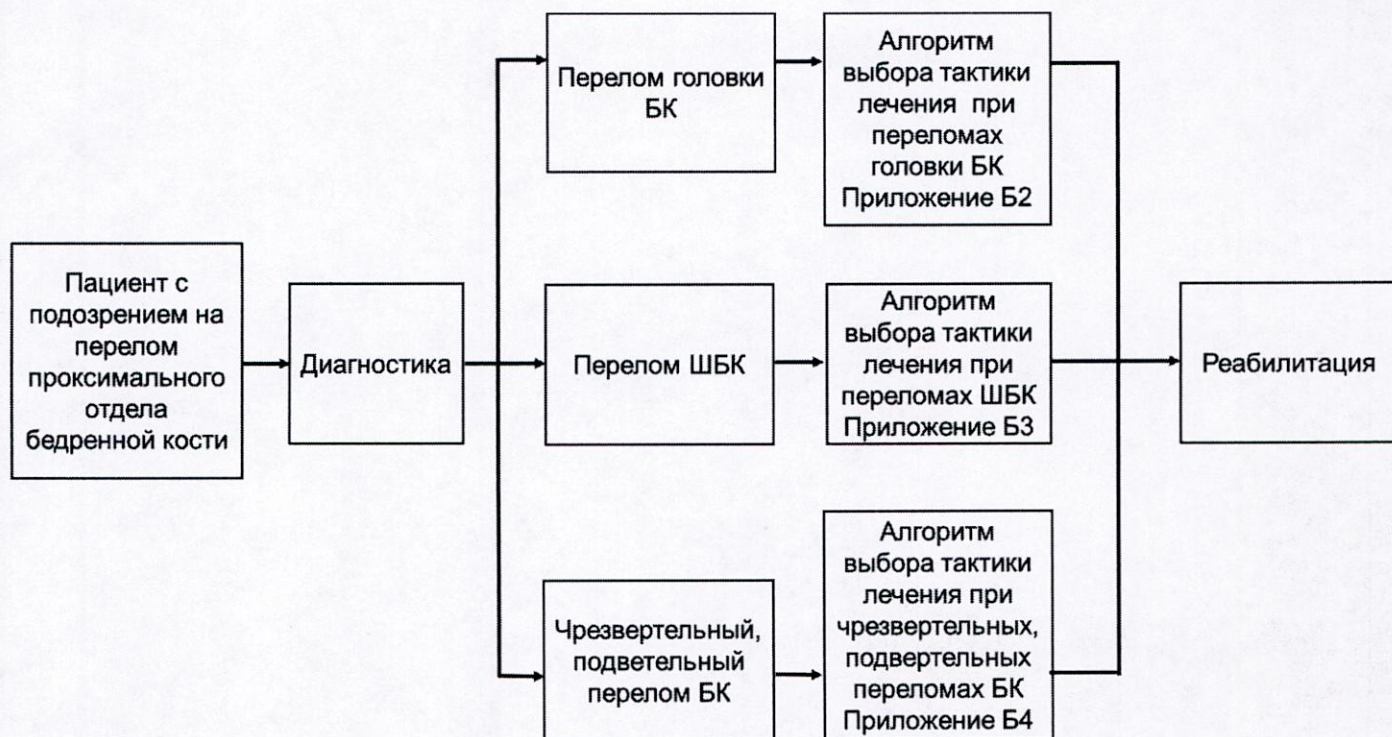 Пациент с
подозрением на
перелом
проксимального
отдела
бедренной кости
Диагностика
Перелом головки
БК
Алгоритм
выбора тактики
лечения при
переломах
головки БК
Приложение Б2
Перелом ШБК
Алгоритм
выбора тактики
лечения при
переломах ШБК
Приложение Б3
Чрезвертельный,
подветельный
перелом БК
Алгоритм
выбора тактики
лечения при
чрезвертельных,
подвертельных
переломах БК
Приложение Б4
Реабилитация